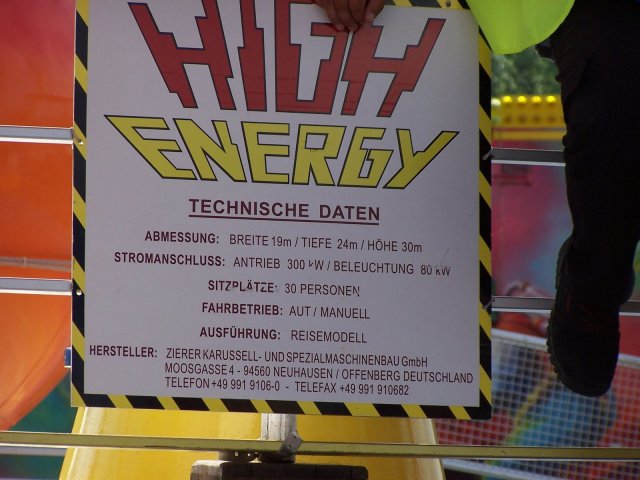 HIGH
ENERGY
TECHNISCHE DATEN
ABMESSUNG: BREITE 19m / TIEFE 24m / HÖHE 30m
STROMANSCHLUSS: ANTRIEB 300 kW / BELEUCHTUNG 80 kW
SITZPLÄTZE: 30 PERSONEN
FAHRBETRIEB: AUT / MANUELL
AUSFÜHRUNG: REISEMODELL
HERSTELLER: ZIERER KARUSSELL- UND SPEZIALMASCHINENBAU GmbH
MOOSGASSE 4 - 94560 NEUHAUSEN / OFFENBERG DEUTSCHLAND
TELEFON +49 991 9106-0 - TELEFAX +49 991 910682